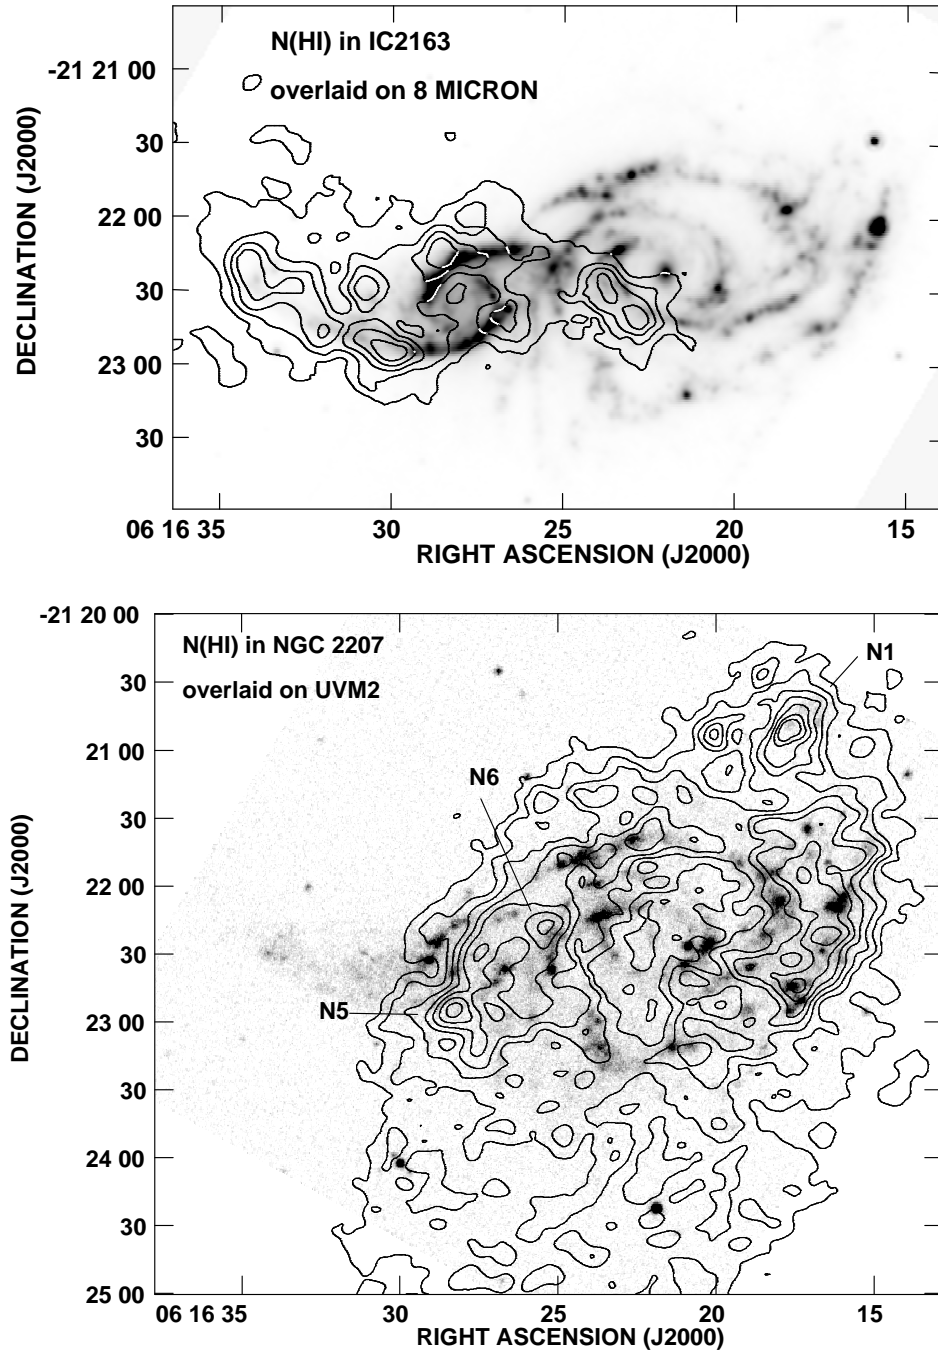 N(HI) in IC2163
overlaid on 8 MICRON
DECLINATION (J2000)
-21 21 00
30
22 00
30
23 00
30
06 16 35
30
25
20
15
RIGHT ASCENSION (J2000)
N(HI) in NGC 2207
overlaid on UVM2
N1
N6
N5
DECLINATION (J2000)
-21 20 00
30
21 00
30
22 00
30
23 00
30
24 00
30
25 00
06 16 35
30
25
20
15
RIGHT ASCENSION (J2000)